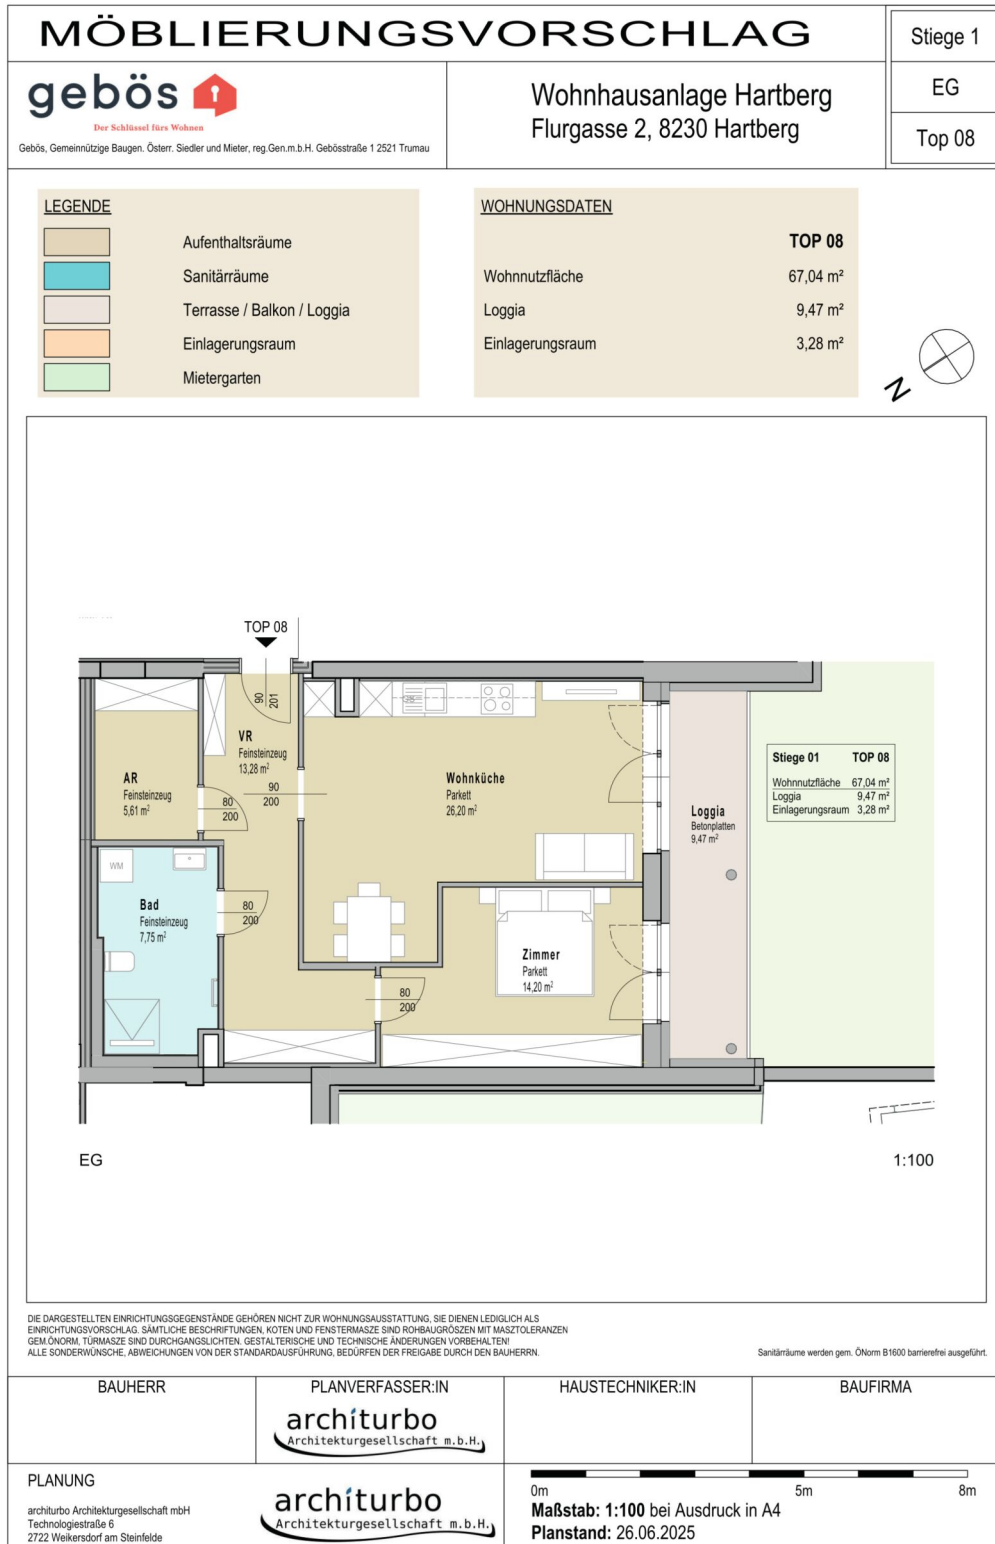 MÖBLIERUNGSVORSCHLAG
Stiege 1
EG
Top 08
gebös
Der Schlüssel fürs Wohnen
Gebös, Gemeinnützige Baugen. Österr. Siedler und Mieter, reg.Gen.m.b.H. Gebösstraße 1 2521 Trumau
Wohnhausanlage Hartberg
Flurgasse 2, 8230 Hartberg
LEGENDE
Aufenthaltsräume
Sanitärräume
Terrasse / Balkon / Loggia
Einlagerungsraum
Mietergarten
WOHNUNGSDATEN
TOP 08
Wohnnutzfläche 67,04 m²
Loggia 9,47 m²
Einlagerungsraum 3,28 m²
N
TOP 08
90
201
VR
Feinsteinzeug
13,28 m²
AR
Feinsteinzeug
5,61 m²
80
200
90
200
Wohnküche
Parkett
26,20 m²
Loggia
Betonplatten
9,47 m²
Stiege 01 TOP 08
Wohnnutzfläche 67,04 m²
Loggia 9,47 m²
Einlagerungsraum 3,28 m²
WM
Bad
Feinsteinzeug
7,75 m²
80
200
Zimmer
Parkett
14,20 m²
80
200
EG
1:100
DIE DARGESTELLTEN EINRICHTUNGSGEGENSTÄNDE GEHÖREN NICHT ZUR WOHNUNGSAUSSTATTUNG, SIE DIENEN LEDIGLICH ALS
EINRICHTUNGSVORSCHLAG. SÄMTLICHE BESCHRIFTUNGEN, KOTEN UND FENSTERMASZE SIND ROHBAUGRÖSZEN MIT MASZTOLERANZEN
GEM.ÖNORM, TÜRMASZE SIND DURCHGANGSLICHTEN. GESTALTERISCHE UND TECHNISCHE ÄNDERUNGEN VORBEHALTEN!
ALLE SONDERWÜNSCHE, ABWEICHUNGEN VON DER STANDARDAUSFÜHRUNG, BEDÜRFEN DER FREIGABE DURCH DEN BAUHERRN.
Sanitärräume werden gem. ÖNorm B1600 barrierefrei ausgeführt.
BAUHERR
PLANVERFASSER:IN
architurbo
Architekturgesellschaft m.b.H.
HAUSTECHNIKER:IN
BAUFIRMA
PLANUNG
architurbo Architekturgesellschaft mbH
Technologiestraße 6
2722 Weikersdorf am Steinfelde
architurbo
Architekturgesellschaft m.b.H.
0m 5m 8m
Maßstab: 1:100 bei Ausdruck in A4
Planstand: 26.06.2025